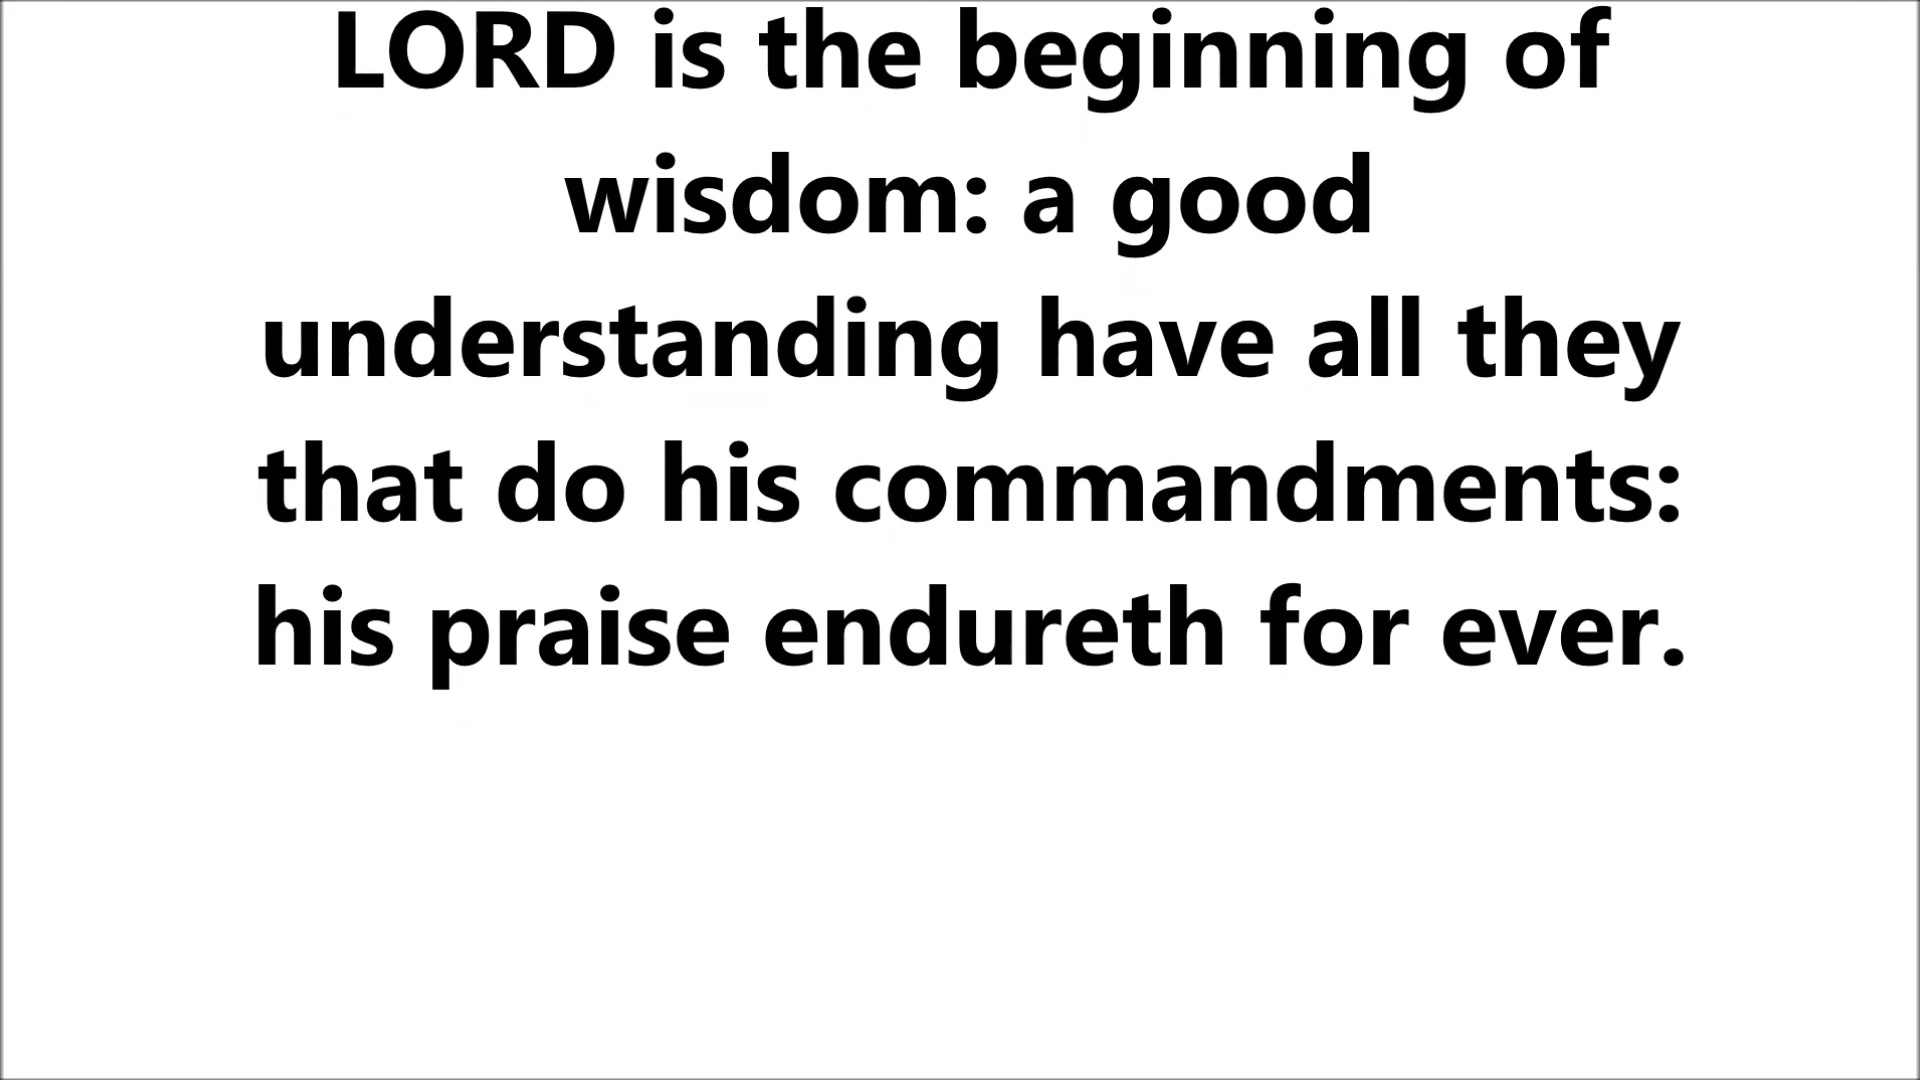 LORD is the beginning of
wisdom: a good
understanding have all they
that do his commandments:
his praise endureth for ever.